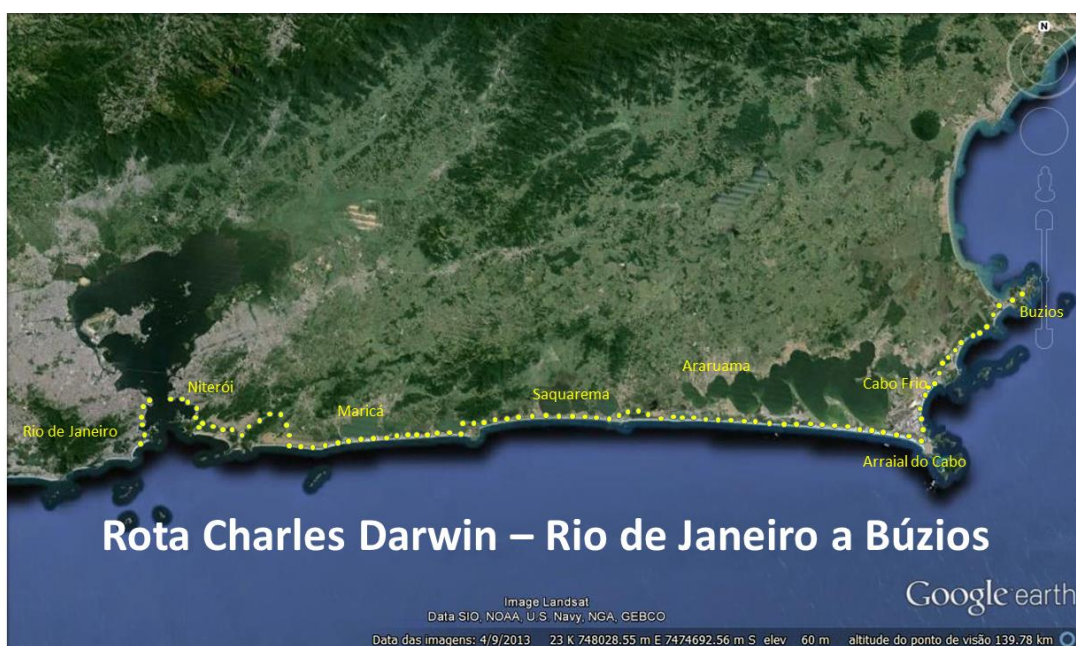 N
Buzios
Araruama
Cabo Frio
Niterói
Saquarema
Maricá
Rio de Janeiro
Arraial do Cabo
Rota Charles Darwin – Rio de Janeiro a Búzios
Google earth
Image Landsat
Data SIO, NOAA, U.S. Navy, NGA, GEBCO
Data das imagens: 4/9/2013 23 K 748028.55 m E 7474692.56 m S elev 60 m altitude do ponto de visão 139.78 km